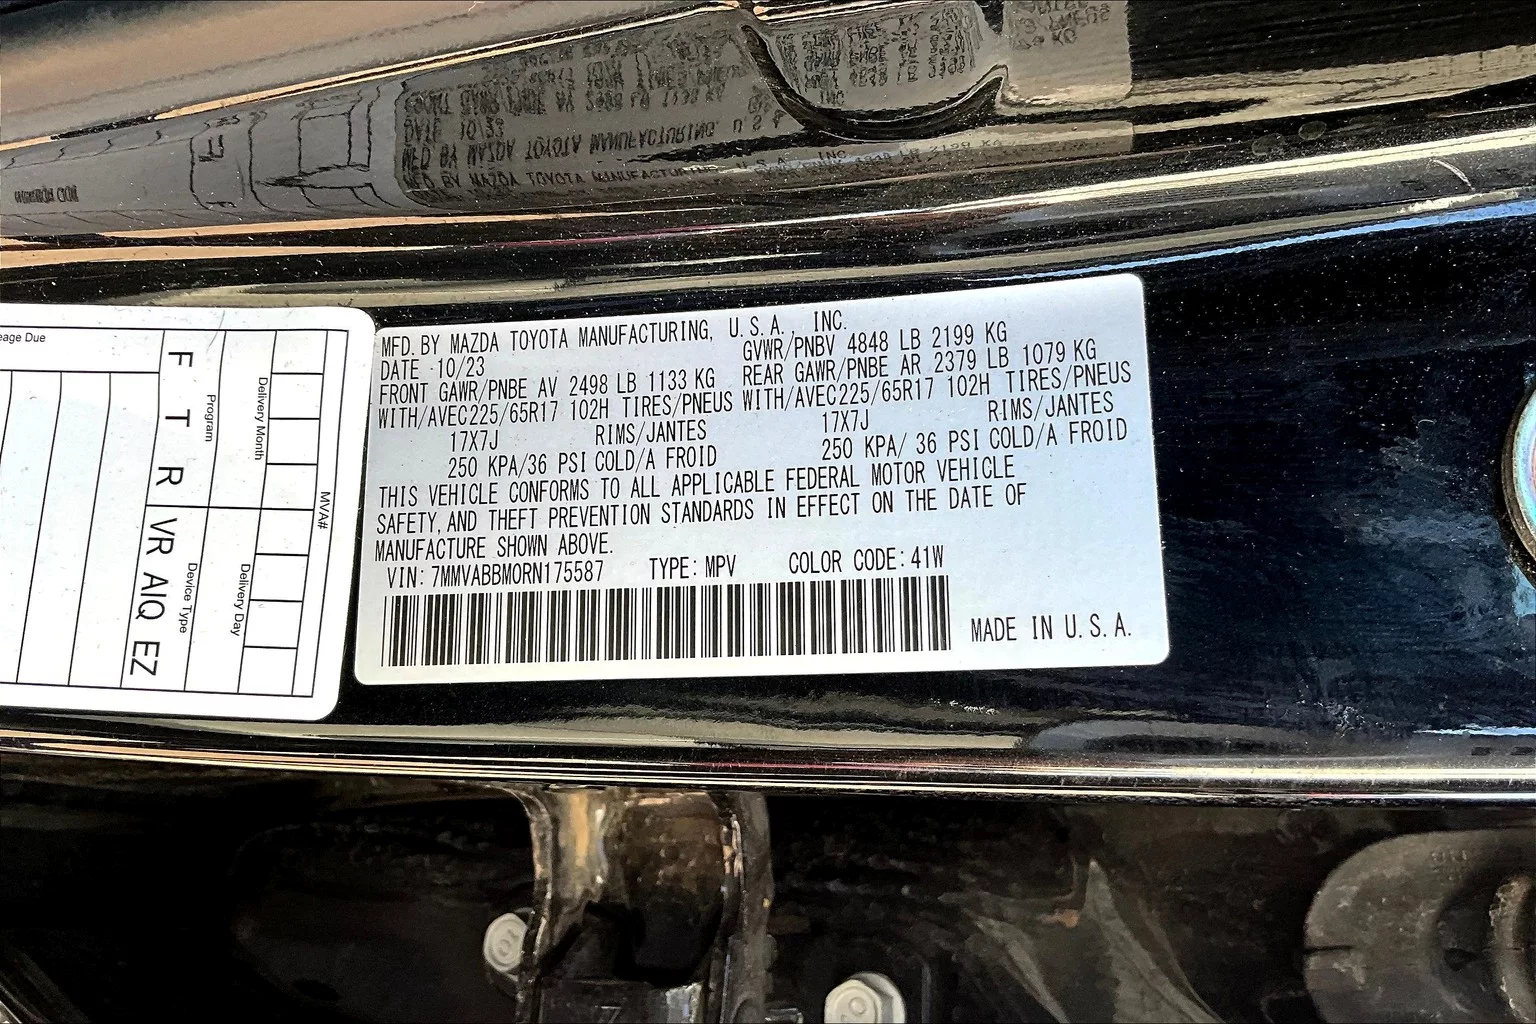 MFD. BY MAZDA TOYOTA MANUFACTURING, U.S.A., INC.
DATE 10/23
GVWR/PNBV 4848 LB 2199 KG
FRONT GAWR/PNBE AV 2498 LB 1133 KG
REAR GAWR/PNBE AR 2379 LB 1079 KG
WITH/AVEC225/65R17 102H TIRES/PNEUS WITH/AVEC225/65R17 102H TIRES/PNEUS
17X7J RIMS/JANTES 17X7J RIMS/JANTES
250 KPA/36 PSI COLD/A FROID 250 KPA/ 36 PSI COLD/A FROID
THIS VEHICLE CONFORMS TO ALL APPLICABLE FEDERAL MOTOR VEHICLE
SAFETY, AND THEFT PREVENTION STANDARDS IN EFFECT ON THE DATE OF
MANUFACTURE SHOWN ABOVE.
VIN: 7MMVABBM0RN175587 TYPE: MPV COLOR CODE: 41W
MADE IN U.S.A.
MVA#
Delivery Month
Delivery Day
Program
Device Type
F T R
VR AIQ EZ
Due